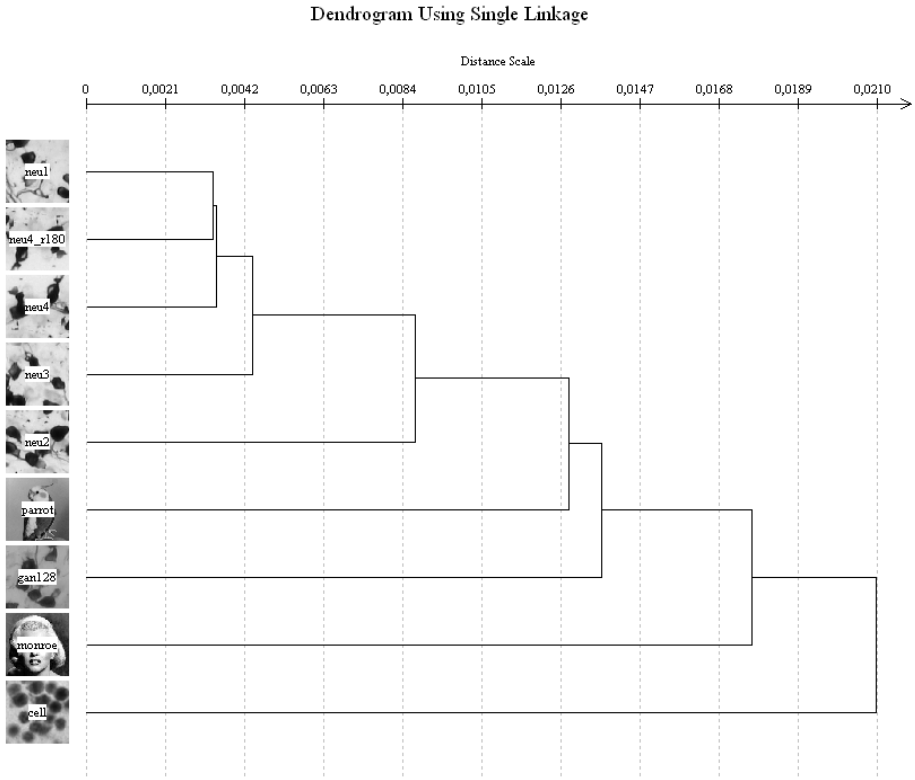 Dendrogram Using Single Linkage
Distance Scale
0 0,0021 0,0042 0,0063 0,0084 0,0105 0,0126 0,0147 0,0168 0,0189 0,0210
neu1
neu4_r180
neu4
neu3
neu2
parrot
gan128
monroe
cell